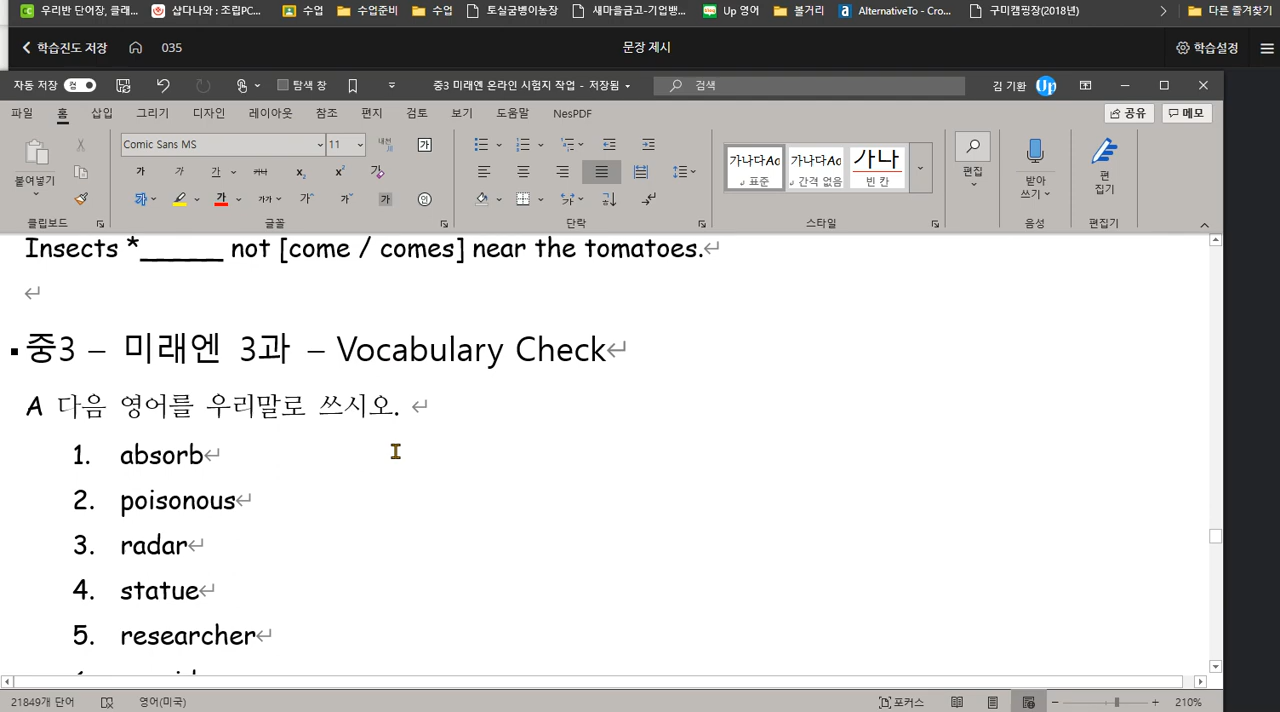 우리반 단어장, 클래... 샵다나와 : 조립PC... 수업 수업준비 수업 토실굼벵이농장 새마을금고-기업뱅... Up 영어 볼거리 AlternativeTo - Cro... 구미캠핑장(2018년) 다른 즐겨찾기
학습진도 저장 035 문장 제시 학습설정
자동 저장 탐색 창 중3 미래엔 온라인 시험지 작업 - 저장됨 검색 김 기환 Up
파일 홈 삽입 그리기 디자인 레이아웃 참조 편지 검토 보기 도움말 NesPDF 공유 메모
Comic Sans MS 11 가나다Aa 가나다Aa 가나
붙여넣기 표준 간격 없음 빈 칸 편집 받아쓰기 편집기
클립보드 글꼴 단락 스타일 음성 편집기
Insects *_____ not [come / comes] near the tomatoes.
중3 – 미래엔 3과 – Vocabulary Check
A 다음 영어를 우리말로 쓰시오.
1. absorb
2. poisonous
3. radar
4. statue
5. researcher
21849개 단어 영어(미국) 포커스 210%